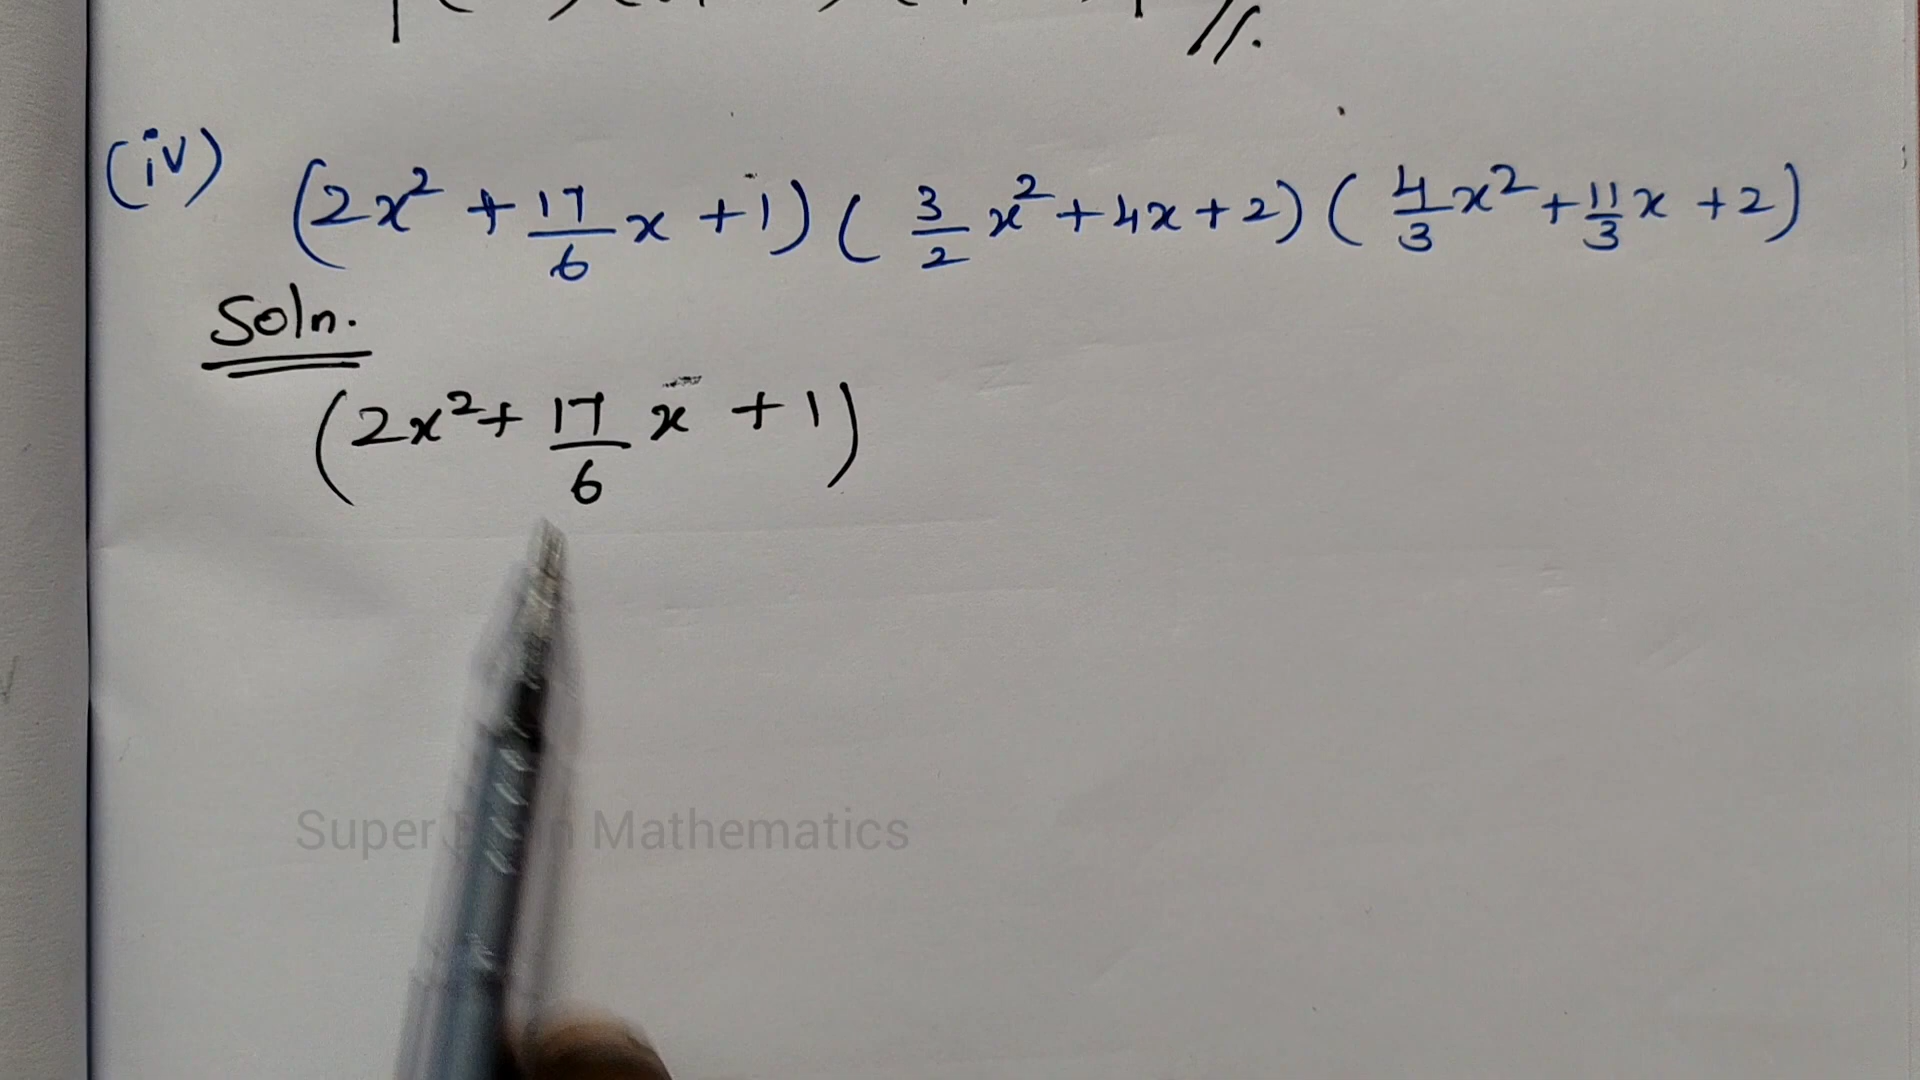 (iv) (2x² + 17/6 x + 1) (3/2 x² + 4x + 2) (4/3 x² + 11/3 x + 2)
Soln.
(2x² + 17/6 x + 1)
Super Mathematics